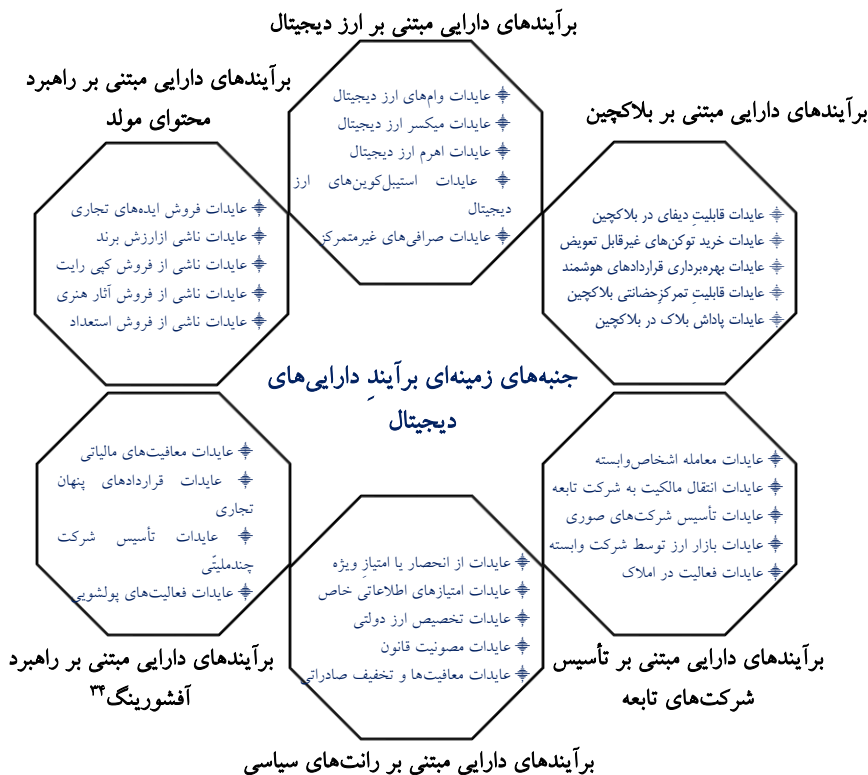 برآیندهای دارایی مبتنی بر ارز دیجیتال
عایدات وام‌های ارز دیجیتال
عایدات میکسر ارز دیجیتال
عایدات اهرم ارز دیجیتال
عایدات استیبل‌کوین‌های ارز
دیجیتال
عایدات صرافی‌های غیرمتمرکز
برآیندهای دارایی مبتنی بر بلاکچین
عایدات قابلیتِ دیفای در بلاکچین
عایدات خرید توکن‌های غیرقابل تعویض
عایدات بهره‌برداری قراردادهای هوشمند
عایدات قابلیتِ تمرکزِحضانتی بلاکچین
عایدات پاداش بلاک در بلاکچین
برآیندهای دارایی مبتنی بر راهبرد
محتوای مولد
عایدات فروش ایده‌های تجاری
عایدات ناشی ازارزش برند
عایدات ناشی از فروش کپی رایت
عایدات ناشی از فروش آثار هنری
عایدات ناشی از فروش استعداد
جنبه‌های زمینه‌ای برآیندِ دارایی‌های
دیجیتال
عایدات معامله اشخاص‌وابسته
عایدات انتقال مالکیت به شرکت تابعه
عایدات تأسیس شرکت‌های صوری
عایدات بازار ارز توسط شرکت وابسته
عایدات فعالیت در املاک
برآیندهای دارایی مبتنی بر تأسیس
شرکت‌های تابعه
عایدات معافیت‌های مالیاتی
عایدات قراردادهای پنهان
تجاری
عایدات تأسیس شرکت
چندملیتّی
عایدات فعالیت‌های پولشویی
برآیندهای دارایی مبتنی بر راهبرد
آفشورینگ۳۴
عایدات از انحصار یا امتیازِ ویژه
عایدات امتیازهای اطلاعاتی خاص
عایدات تخصیص ارز دولتی
عایدات مصونیت قانون
عایدات معافیت‌ها و تخفیف صادراتی
برآیندهای دارایی مبتنی بر رانت‌های سیاسی